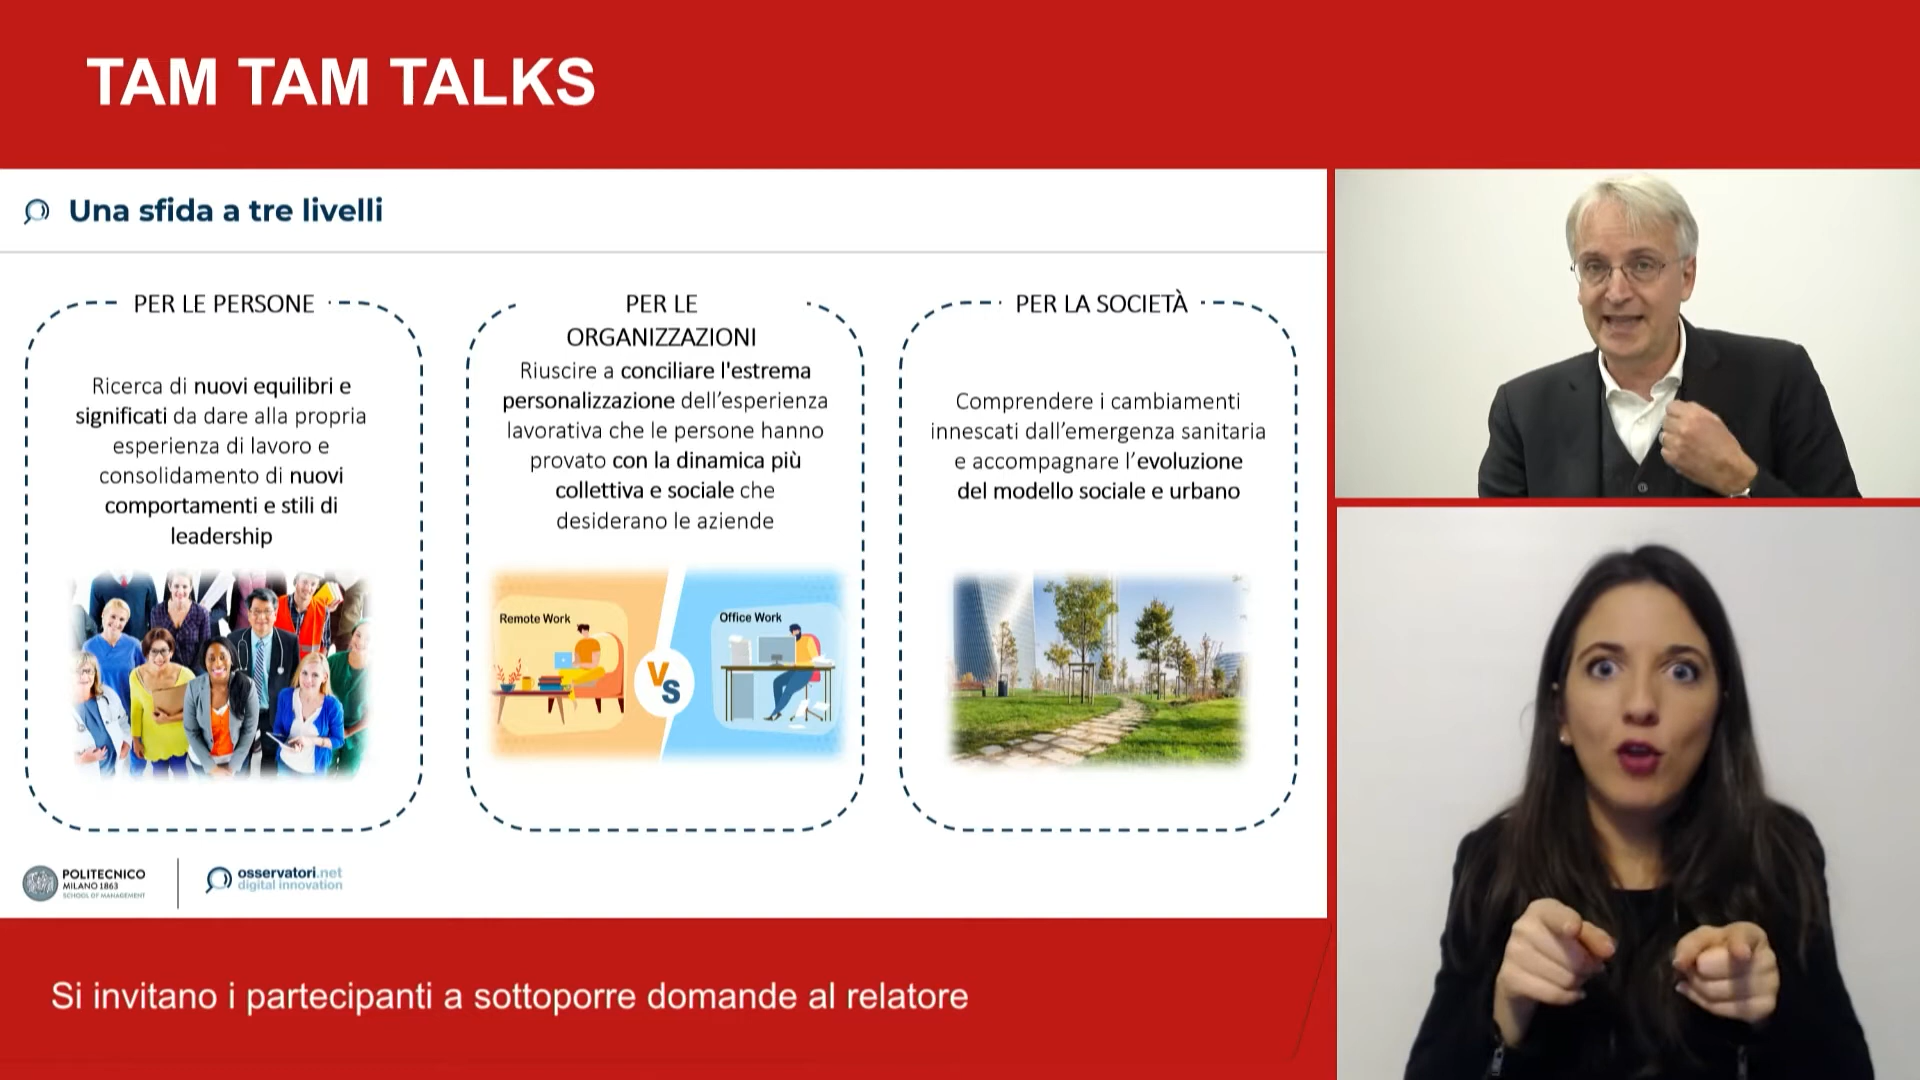 TAM TAM TALKS
Una sfida a tre livelli
PER LE PERSONE
Ricerca di nuovi equilibri e
significati da dare alla propria
esperienza di lavoro e
consolidamento di nuovi
comportamenti e stili di
leadership
PER LE
ORGANIZZAZIONI
Riuscire a conciliare l'estrema
personalizzazione dell’esperienza
lavorativa che le persone hanno
provato con la dinamica più
collettiva e sociale che
desiderano le aziende
Remote Work
VS
Office Work
PER LA SOCIETÀ
Comprendere i cambiamenti
innescati dall’emergenza sanitaria
e accompagnare l’evoluzione
del modello sociale e urbano
POLITECNICO
MILANO 1863
SCHOOL OF MANAGEMENT
osservatori.net
digital innovation
Si invitano i partecipanti a sottoporre domande al relatore